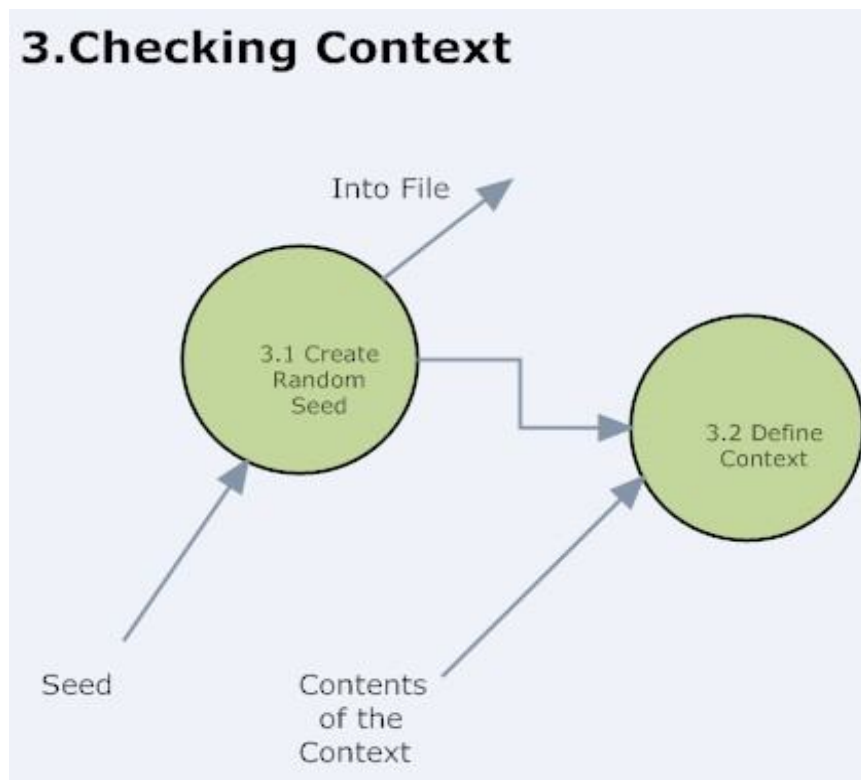 3.Checking Context
Into File
3.1 Create
Random
Seed
3.2 Define
Context
Seed
Contents
of the
Context